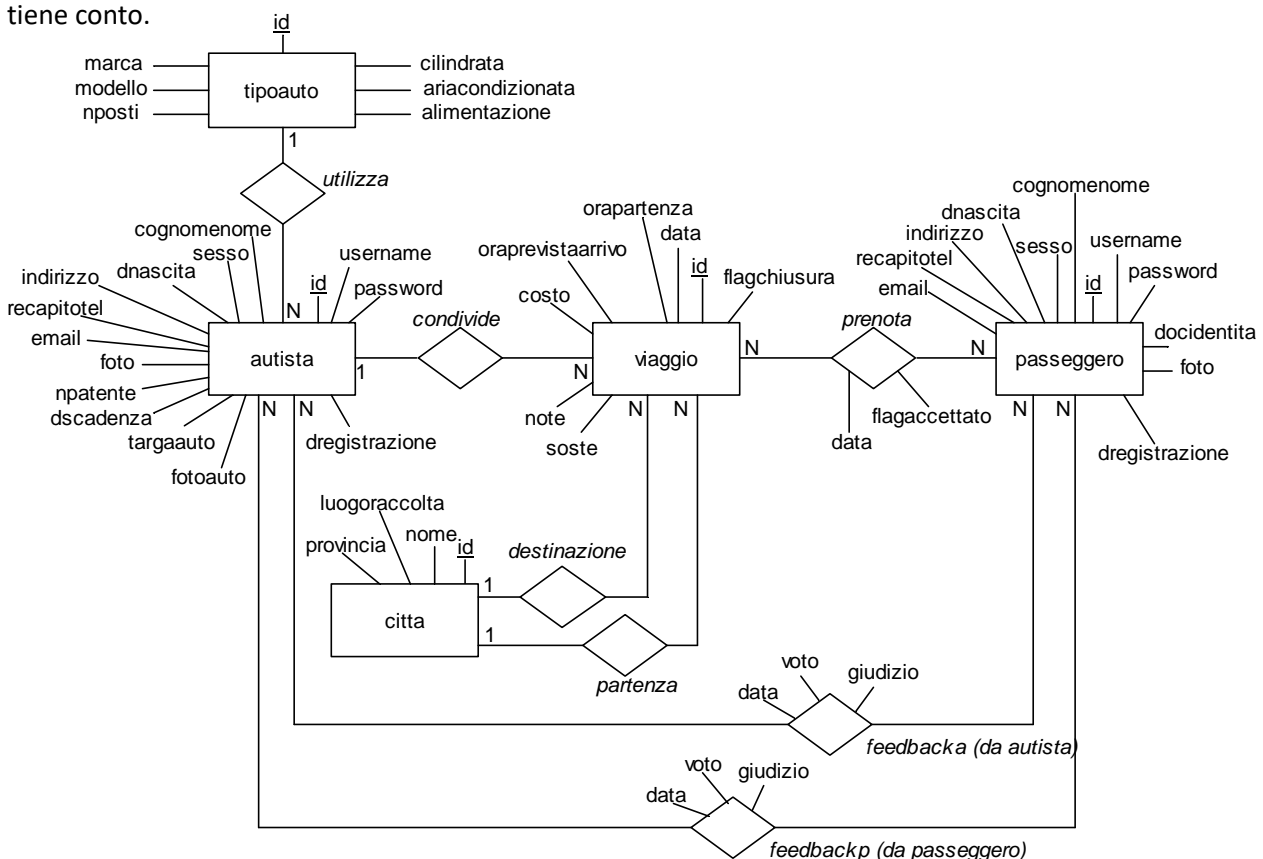 tiene conto.
id
marca
cilindrata
modello
tipoauto
ariacondizionata
nposti
alimentazione
1
utilizza
cognomenome
orapartenza
dnascita
data
indirizzo
cognomenome
sesso
username
oraprevistaarrivo
id
flagchiusura
recapitotel
sesso
username
dnascita
indirizzo
id
password
costo
email
id
password
recapitotel
N
condivide
prenota
docidentita
email
autista
viaggio
N
N
passeggero
foto
foto
1
N
npatente
note
flagaccettato
dscadenza
N
N
dregistrazione
soste
N
N
data
N
N
dregistrazione
targaauto
fotoauto
luogoraccolta
provincia
nome
id
destinazione
citta
1
1
partenza
voto
giudizio
data
feedbacka (da autista)
voto
giudizio
data
feedbackp (da passeggero)